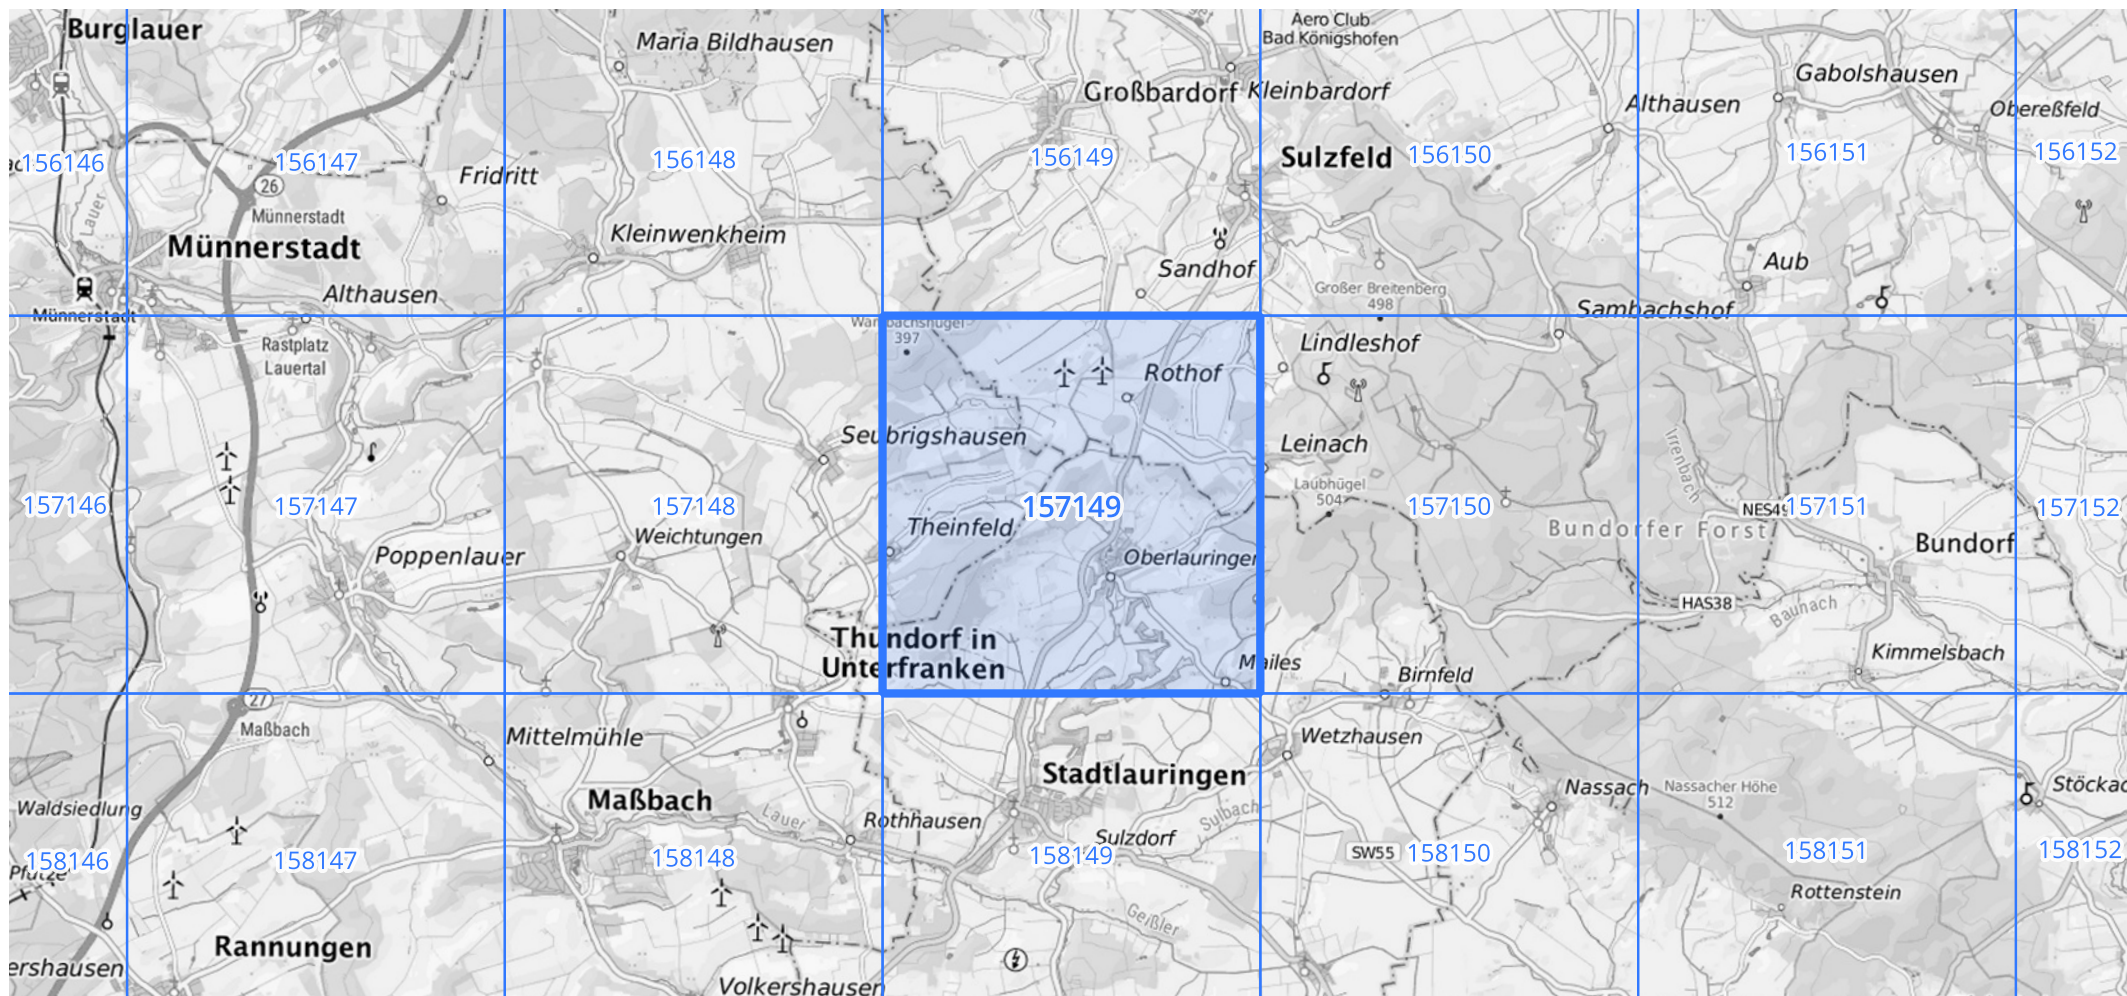 Burglauer
Maria Bildhausen
Aero Club
Bad Königshofen
Großbardorf
Kleinbardorf
Gabolshausen
Althausen
Obereßfeld
156146
156147
156148
156149
Sulzfeld
156150
156151
156152
Fridritt
26
Münnerstadt
Lauer
Münnerstadt
Kleinwenkheim
Sandhof
Aub
Althausen
Großer Breitenberg
498
Sambachshof
Münnerstadt
Rastplatz
Lauertal
397
Rothof
Lindleshof
Seubrigshausen
Leinach
Irrenbach
Laubhügel
504
157146
157147
157148
157149
157150
NES49
157151
157152
Theinfeld
Bundorfer Forst
Bundorf
Weichtungen
Poppenlauer
Oberlauringen
HAS38
Baunach
Thundorf in
Unterfranken
Mailes
Birnfeld
Kimmelsbach
27
Maßbach
Mittelmühle
Wetzhausen
Stadtlauringen
Nassach
Nassacher Höhe
512
Stöckac
Waldsiedlung
Maßbach
Lauer
Rothhausen
Sulzdorf
Sulbach
158146
158147
158148
158149
SW55
158150
158151
158152
Pfütze
Rottenstein
Geißler
Rannungen
ershausen
Volkershausen